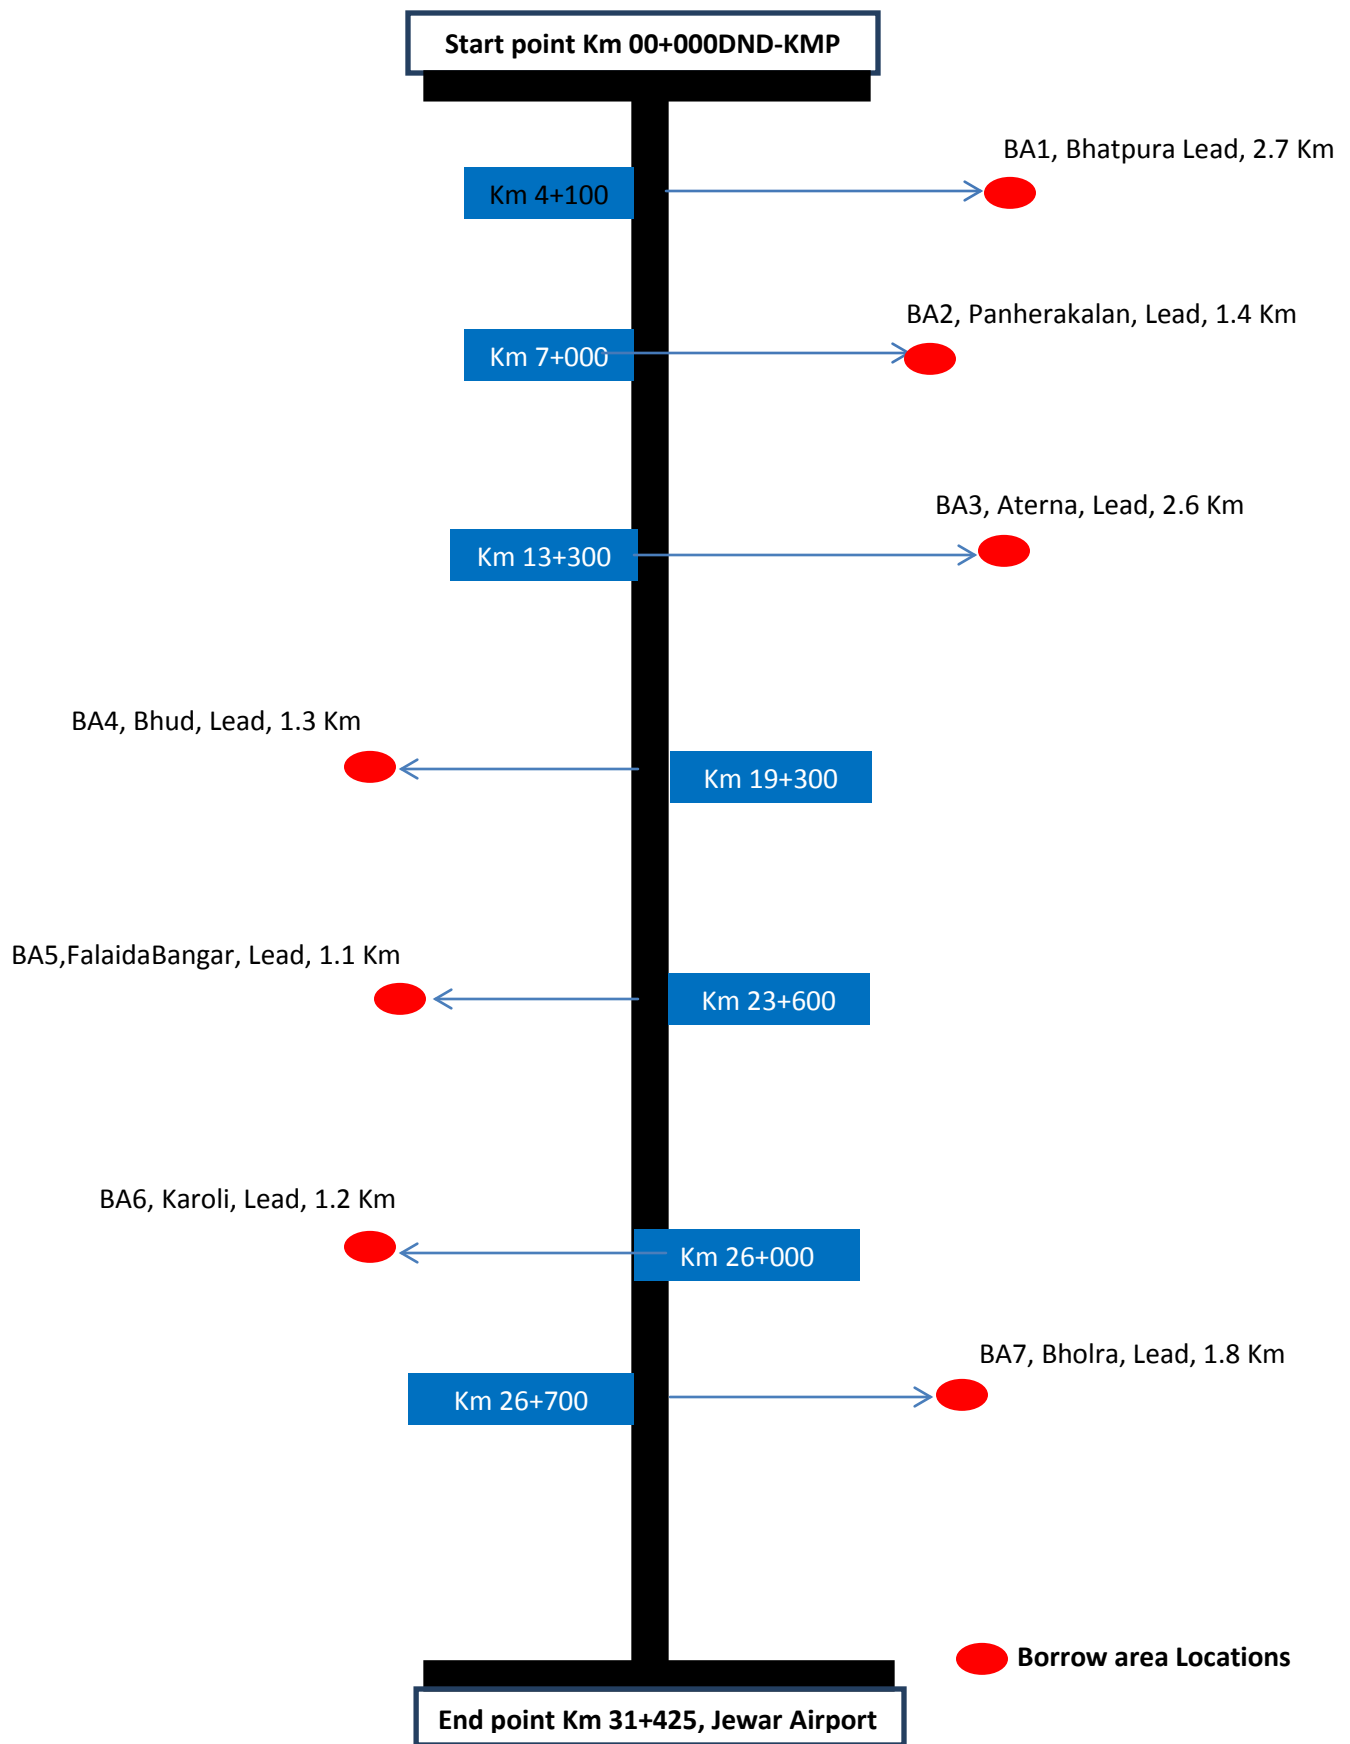 Start point Km 00+000DND-KMP
BA1, Bhatpura Lead, 2.7 Km
Km 4+100
BA2, Panherakalan, Lead, 1.4 Km
Km 7+000
BA3, Aterna, Lead, 2.6 Km
Km 13+300
BA4, Bhud, Lead, 1.3 Km
Km 19+300
BA5,FalaidaBangar, Lead, 1.1 Km
Km 23+600
BA6, Karoli, Lead, 1.2 Km
Km 26+000
BA7, Bholra, Lead, 1.8 Km
Km 26+700
Borrow area Locations
End point Km 31+425, Jewar Airport